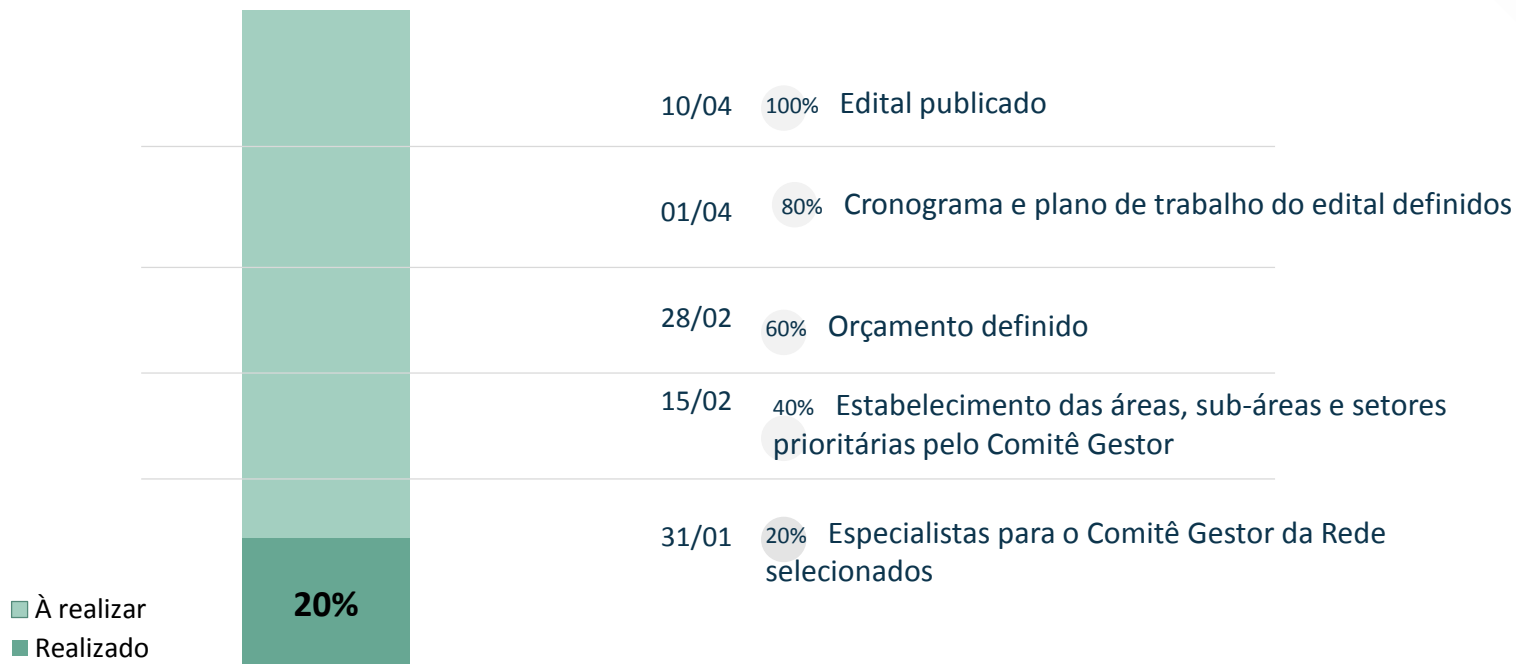 10/04 100% Edital publicado
01/04 80% Cronograma e plano de trabalho do edital definidos
28/02 60% Orçamento definido
15/02 40% Estabelecimento das áreas, sub-áreas e setores
prioritárias pelo Comitê Gestor
31/01 20% Especialistas para o Comitê Gestor da Rede
selecionados
20%
À realizar
Realizado